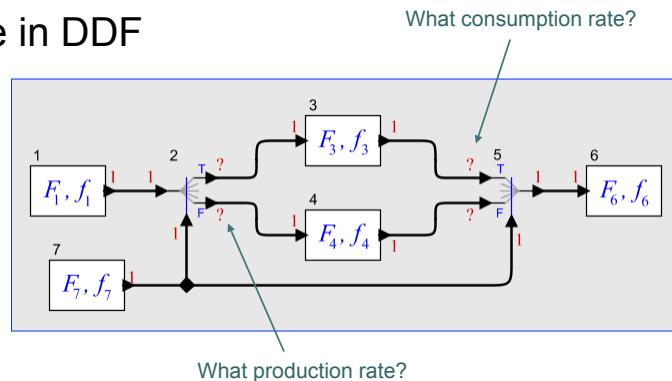 What consumption rate?
e in DDF
3
1 F3, f3 1
1 2 T ? ? 5 T 6
F1, f1 1 1 1 1 F6, f6
F ? 4 ? F
1 1 F4, f4 1 1
7
F7, f7 1
What production rate?